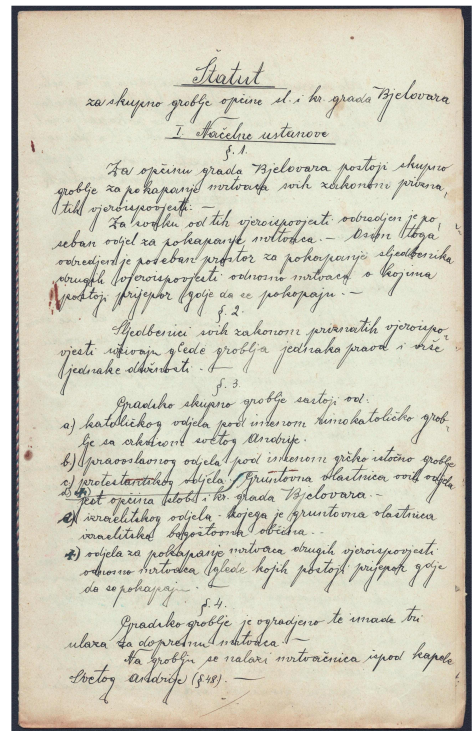 Štatut
za skupno groblje općine sl. i kr. grada Bjelovara
I. Načelne ustanove
§. 1.
Za općinu grada Bjelovara postoji skupno
groblje za pokapanje mrtvaca svih zakonom prizna,
tih vjeroispovjesti. —
Za svaku od tih vjeroispovjesti odredjen je po,
seban odjel za pokapanje mrtvaca. — Osim toga
odredjen je poseban prostor za pokapanje sljedbenika
drugih vjeroispovjesti odnosno mrtvaca o kojima
postoji prijepor gdje da se pokopaju. —
§. 2.
Sljedbenici svih zakonom priznatih vjeroispo-
vjesti uživaju glede groblja jednaka prava i vrše
jednake dužnosti. —
§. 3.
Gradsko skupno groblje sastoji od:
a) katoličkog odjela pod imenom rimokatoličko grob-
lje sa crkvom svetog Andrije.
b) pravoslavnog odjela pod imenom grčko istočno groblje
c) protestantskog odjela. Gruntovna vlastnica ovih odjela
jest općina slob. i kr. grada Bjelovara. —
izraelitskog odjela kojega je gruntovna vlastnica
izraelitska bogoštovna obćina. —
odjela za pokapanje mrtvaca drugih vjeroispovjesti
odnosno mrtvaca glede kojih postoji prijepor gdje
da se pokapaju. —
§. 4.
Gradsko groblje je ogradjeno te imade tri
ulaza za dopremu mrtvaca —
Na groblju se nalazi mrtvačnica ispod kapele
Svetog Andrije (§ 48). —